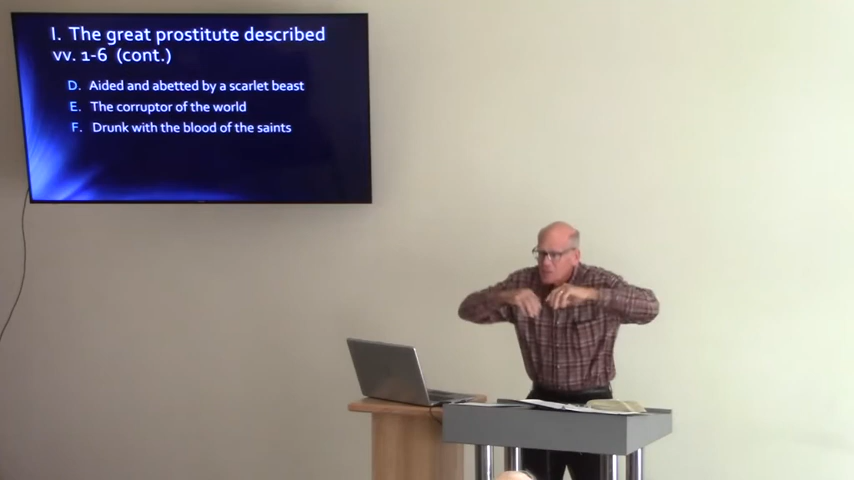 I. The great prostitute described
vv. 1-6 (cont.)
D. Aided and abetted by a scarlet beast
E. The corruptor of the world
F. Drunk with the blood of the saints